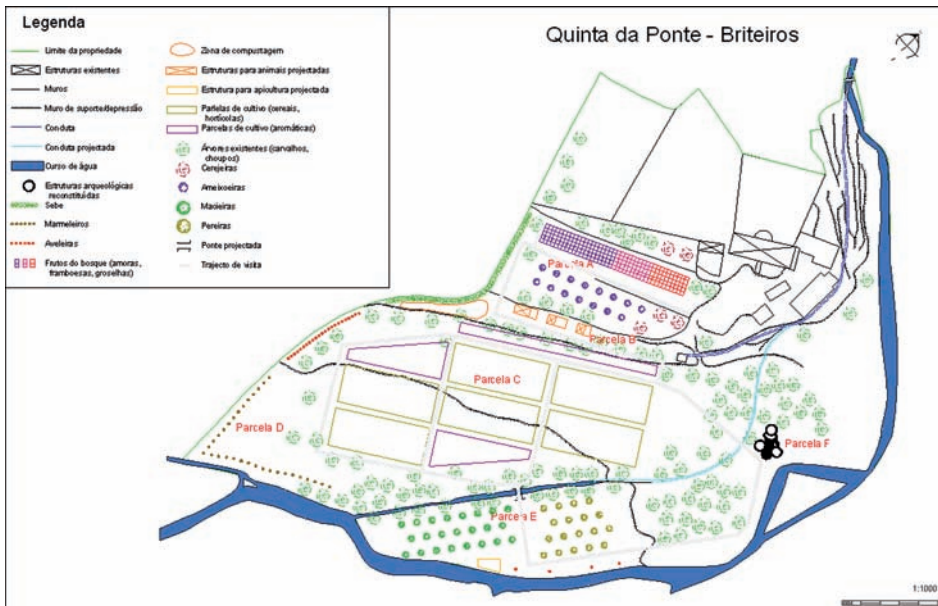 Legenda
Limite da propriedade
Estruturas existentes
Muros
Muro de suporte/depressão
Conduta
Conduta projectada
Curso de água
Estruturas arqueológicas
reconstituídas
Sebe
Marmeleiros
Aveleiras
Frutos do bosque (amoras,
framboesas, groselhas)
Zona de compostagem
Estruturas para animais projectadas
Estrutura para apicultura projectada
Parcelas de cultivo (cereais,
hortícolas)
Parcelas de cultivo (aromáticas)
Árvores existentes (carvalhos,
choupos)
Cerejeiras
Ameixoeiras
Macieiras
Pereiras
Ponte projectada
Trajecto de visita
Quinta da Ponte - Briteiros
Parcela A
Parcela B
Parcela C
Parcela D
Parcela F
Parcela E
1:1000